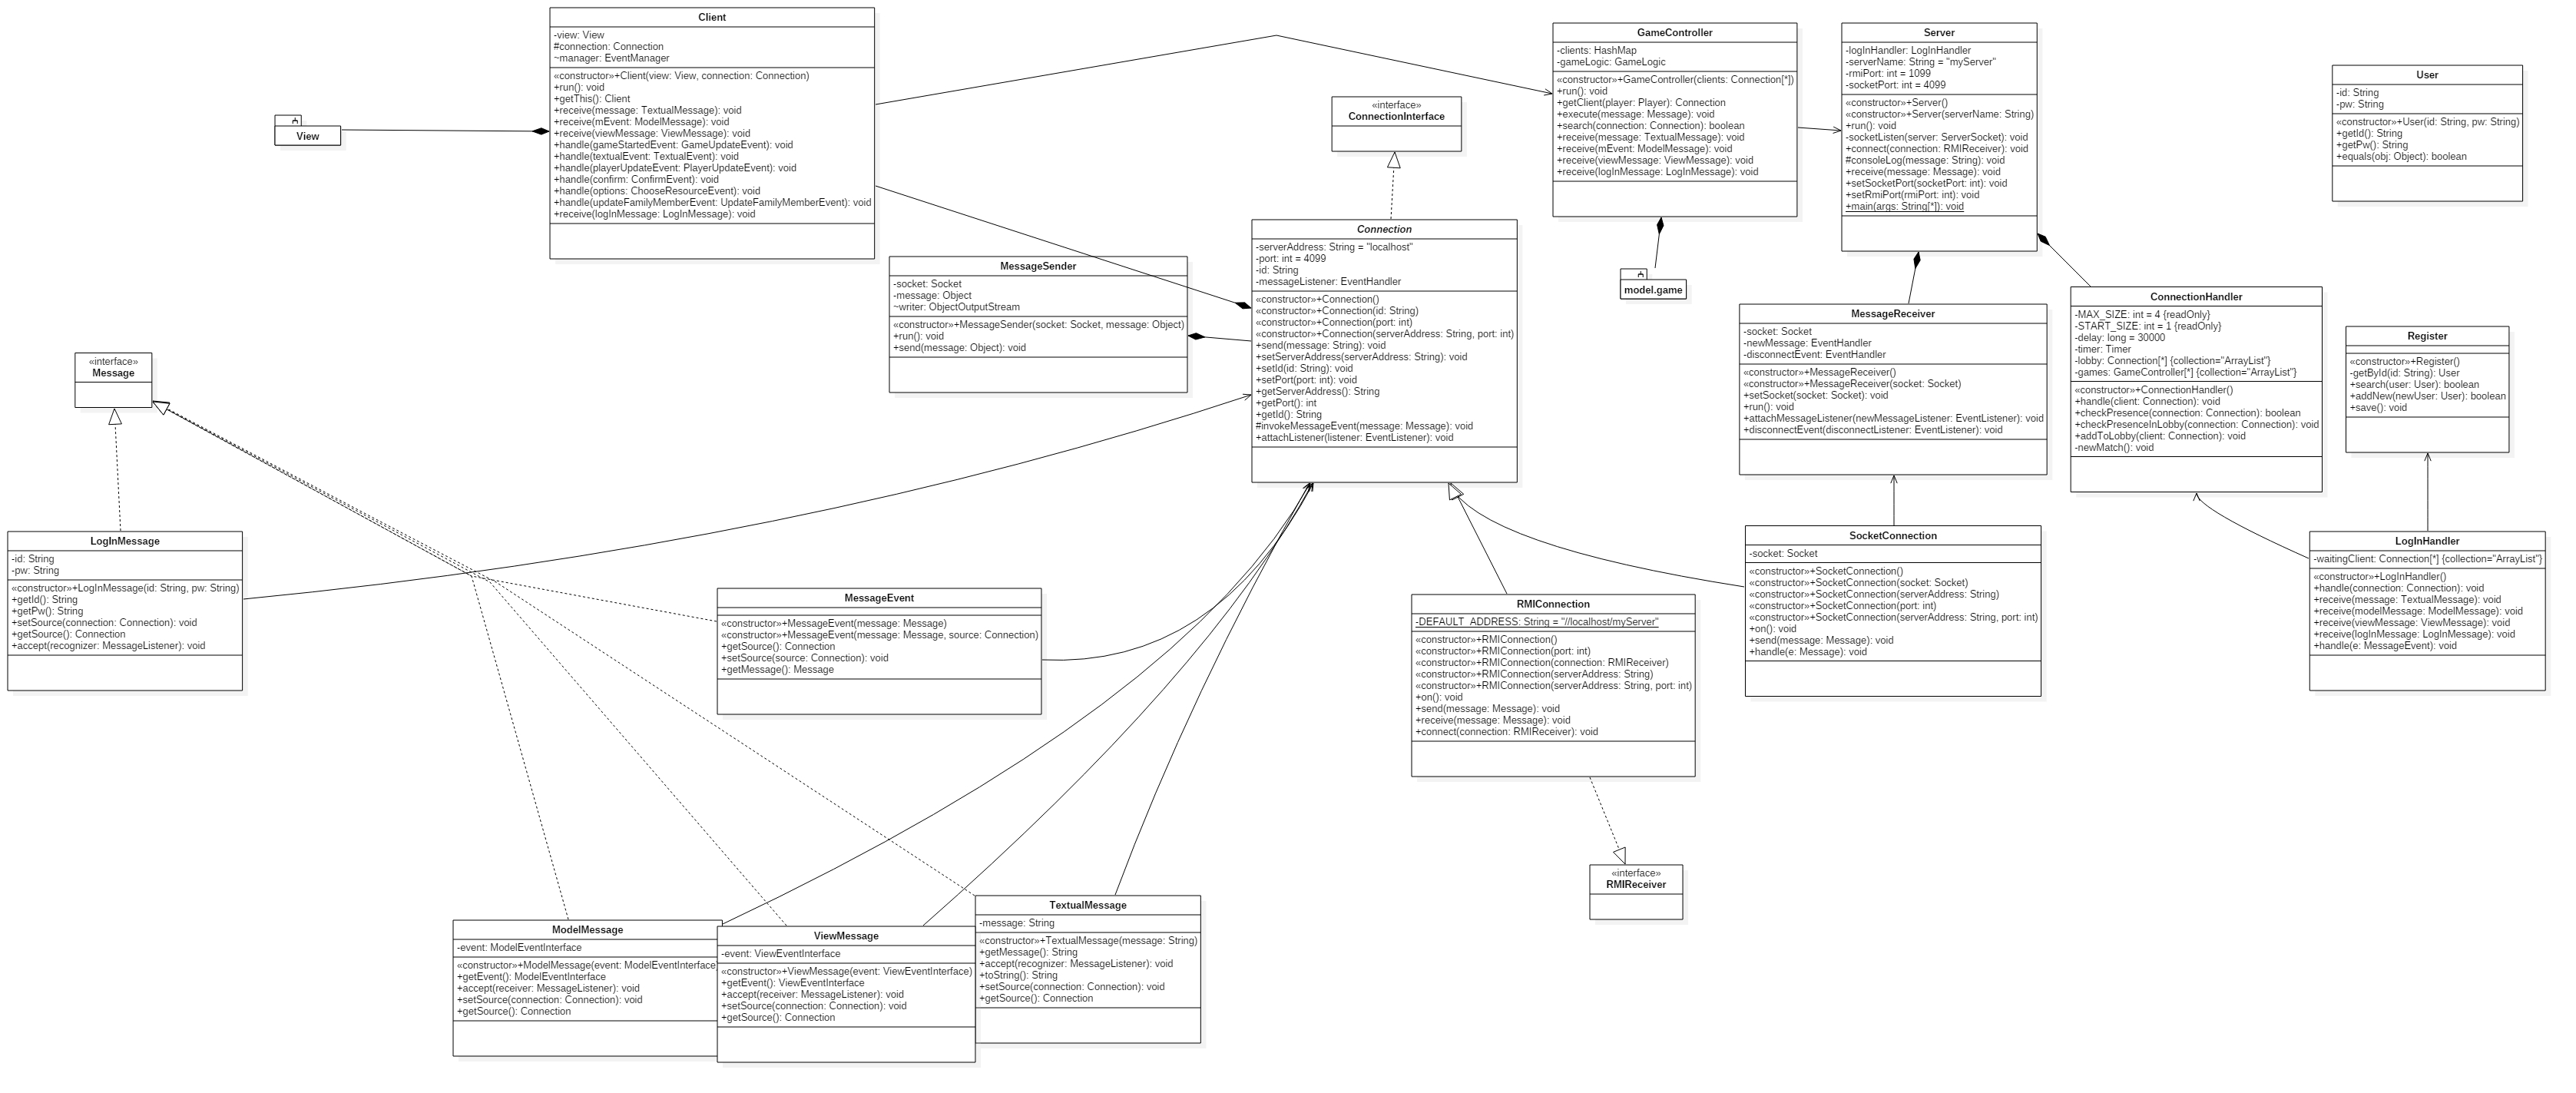 Client
-view: View
#connection: Connection
~manager: EventManager
«constructor»+Client(view: View, connection: Connection)
+run(): void
+getThis(): Client
+receive(message: TextualMessage): void
+receive(mEvent: ModelMessage): void
+receive(viewMessage: ViewMessage): void
+handle(gameStartedEvent: GameUpdateEvent): void
+handle(textualEvent: TextualEvent): void
+handle(playerUpdateEvent: PlayerUpdateEvent): void
+handle(confirm: ConfirmEvent): void
+handle(options: ChooseResourceEvent): void
+handle(updateFamilyMemberEvent: UpdateFamilyMemberEvent): void
+receive(logInMessage: LogInMessage): void
View
GameController
-clients: HashMap
-gameLogic: GameLogic
«constructor»+GameController(clients: Connection[*])
+run(): void
+getClient(player: Player): Connection
+execute(message: Message): void
+search(connection: Connection): boolean
+receive(message: TextualMessage): void
+receive(mEvent: ModelMessage): void
+receive(viewMessage: ViewMessage): void
+receive(logInMessage: LogInMessage): void
Server
-logInHandler: LogInHandler
-serverName: String = "myServer"
-rmiPort: int = 1099
-socketPort: int = 4099
«constructor»+Server()
«constructor»+Server(serverName: String)
+run(): void
-socketListen(server: ServerSocket): void
+connect(connection: RMIReceiver): void
#consoleLog(message: String): void
+receive(message: Message): void
+setSocketPort(socketPort: int): void
+setRmiPort(rmiPort: int): void
+main(args: String[*]): void
User
-id: String
-pw: String
«constructor»+User(id: String, pw: String)
+getId(): String
+getPw(): String
+equals(obj: Object): boolean
«interface»
ConnectionInterface
Connection
-serverAddress: String = "localhost"
-port: int = 4099
-id: String
-messageListener: EventHandler
«constructor»+Connection()
«constructor»+Connection(id: String)
«constructor»+Connection(port: int)
«constructor»+Connection(serverAddress: String, port: int)
+send(message: String): void
+setServerAddress(serverAddress: String): void
+setId(id: String): void
+setPort(port: int): void
+getServerAddress(): String
+getPort(): int
+getId(): String
#invokeMessageEvent(message: Message): void
+attachListener(listener: EventListener): void
MessageSender
-socket: Socket
-message: Object
~writer: ObjectOutputStream
«constructor»+MessageSender(socket: Socket, message: Object)
+run(): void
+send(message: Object): void
model.game
MessageReceiver
-socket: Socket
-newMessage: EventHandler
-disconnectEvent: EventHandler
«constructor»+MessageReceiver()
«constructor»+MessageReceiver(socket: Socket)
+setSocket(socket: Socket): void
+run(): void
+attachMessageListener(newMessageListener: EventListener): void
+disconnectEvent(disconnectListener: EventListener): void
ConnectionHandler
-MAX_SIZE: int = 4 {readOnly}
-START_SIZE: int = 1 {readOnly}
-delay: long = 30000
-timer: Timer
-lobby: Connection[*] {collection="ArrayList"}
-games: GameController[*] {collection="ArrayList"}
«constructor»+ConnectionHandler()
+handle(client: Connection): void
+checkPresence(connection: Connection): boolean
+checkPresenceInLobby(connection: Connection): void
+addToLobby(client: Connection): void
-newMatch(): void
Register
«constructor»+Register()
-getById(id: String): User
+search(user: User): boolean
+addNew(newUser: User): boolean
+save(): void
«interface»
Message
LogInMessage
-id: String
-pw: String
«constructor»+LogInMessage(id: String, pw: String)
+getId(): String
+getPw(): String
+setSource(connection: Connection): void
+getSource(): Connection
+accept(recognizer: MessageListener): void
MessageEvent
«constructor»+MessageEvent(message: Message)
«constructor»+MessageEvent(message: Message, source: Connection)
+getSource(): Connection
+setSource(source: Connection): void
+getMessage(): Message
RMIConnection
-DEFAULT_ADDRESS: String = "//localhost/myServer"
«constructor»+RMIConnection()
«constructor»+RMIConnection(port: int)
«constructor»+RMIConnection(connection: RMIReceiver)
«constructor»+RMIConnection(serverAddress: String)
«constructor»+RMIConnection(serverAddress: String, port: int)
+on(): void
+send(message: Message): void
+receive(message: Message): void
+connect(connection: RMIReceiver): void
SocketConnection
-socket: Socket
«constructor»+SocketConnection()
«constructor»+SocketConnection(socket: Socket)
«constructor»+SocketConnection(serverAddress: String)
«constructor»+SocketConnection(port: int)
«constructor»+SocketConnection(serverAddress: String, port: int)
+on(): void
+send(message: Message): void
+handle(e: Message): void
LogInHandler
-waitingClient: Connection[*] {collection="ArrayList"}
«constructor»+LogInHandler()
+handle(connection: Connection): void
+receive(message: TextualMessage): void
+receive(modelMessage: ModelMessage): void
+receive(viewMessage: ViewMessage): void
+receive(logInMessage: LogInMessage): void
+handle(e: MessageEvent): void
«interface»
RMIReceiver
ModelMessage
-event: ModelEventInterface
«constructor»+ModelMessage(event: ModelEventInterface
+getEvent(): ModelEventInterface
+accept(receiver: MessageListener): void
+setSource(connection: Connection): void
+getSource(): Connection
ViewMessage
-event: ViewEventInterface
«constructor»+ViewMessage(event: ViewEventInterface)
+getEvent(): ViewEventInterface
+accept(receiver: MessageListener): void
+setSource(connection: Connection): void
+getSource(): Connection
TextualMessage
-message: String
«constructor»+TextualMessage(message: String)
+getMessage(): String
+accept(recognizer: MessageListener): void
+toString(): String
+setSource(connection: Connection): void
+getSource(): Connection